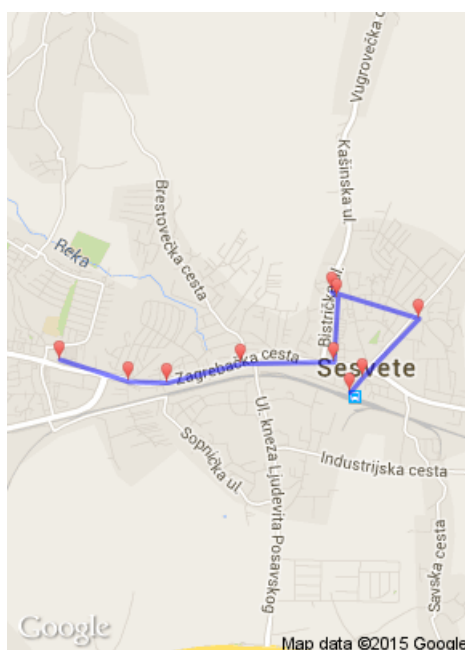 Vugrovečka c
Kašinska ul.
Brestovečka cesta
Reka
Bistrička ul.
Zagrebačka cesta
Sesvete
Sopnička ul.
Ul. kneza Ljudevita Posavskog
Industrijska cesta
Savska cesta
Google
Map data ©2015 Google